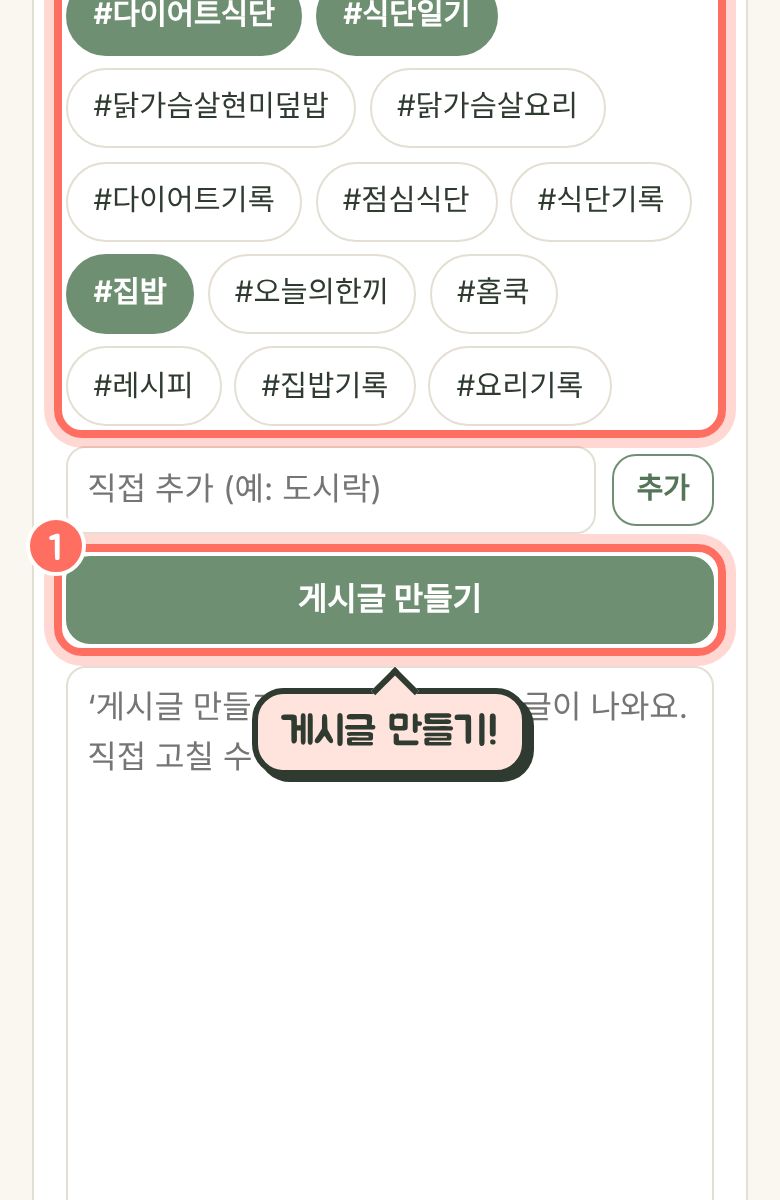 #다이어트식단 #식단일기
#닭가슴살현미덮밥 #닭가슴살요리
#다이어트기록 #점심식단 #식단기록
#집밥 #오늘의한끼 #홈쿡
#레시피 #집밥기록 #요리기록
직접 추가 (예: 도시락) 추가
1
게시글 만들기
‘게시글 만들 글이 나와요.
직접 고칠 수
게시글 만들기!